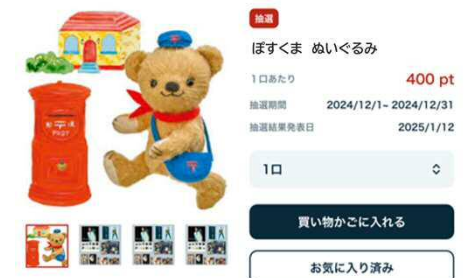 抽選
ぽすくま ぬいぐるみ
1口あたり 400 pt
抽選期間 2024/12/1~ 2024/12/31
抽選結果発表日 2025/1/12
1口
買い物かごに入れる
お気に入り済み
POST